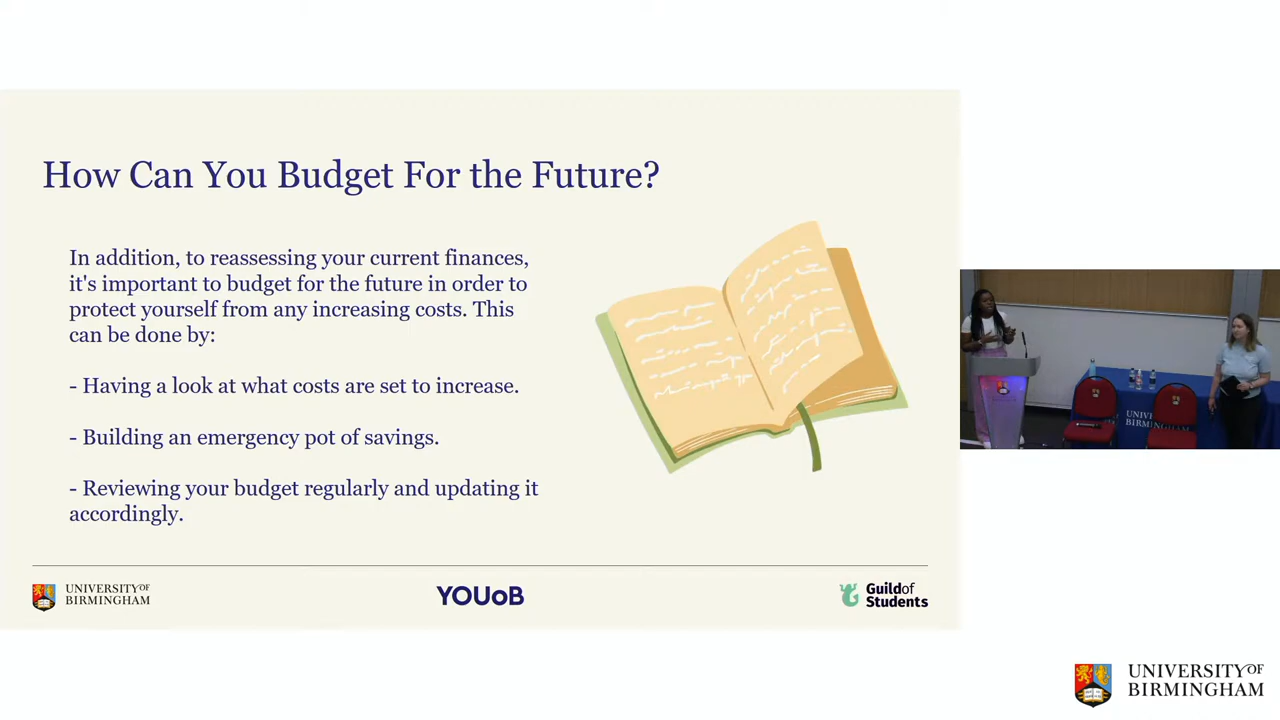 How Can You Budget For the Future?
In addition, to reassessing your current finances,
it's important to budget for the future in order to
protect yourself from any increasing costs. This
can be done by:
- Having a look at what costs are set to increase.
- Building an emergency pot of savings.
- Reviewing your budget regularly and updating it
accordingly.
UNIVERSITY OF
BIRMINGHAM
YOUoB
Guild of
Students
UNIVERSITY OF
BIRMINGHAM
UNIVERSITY OF
BIRMINGHAM